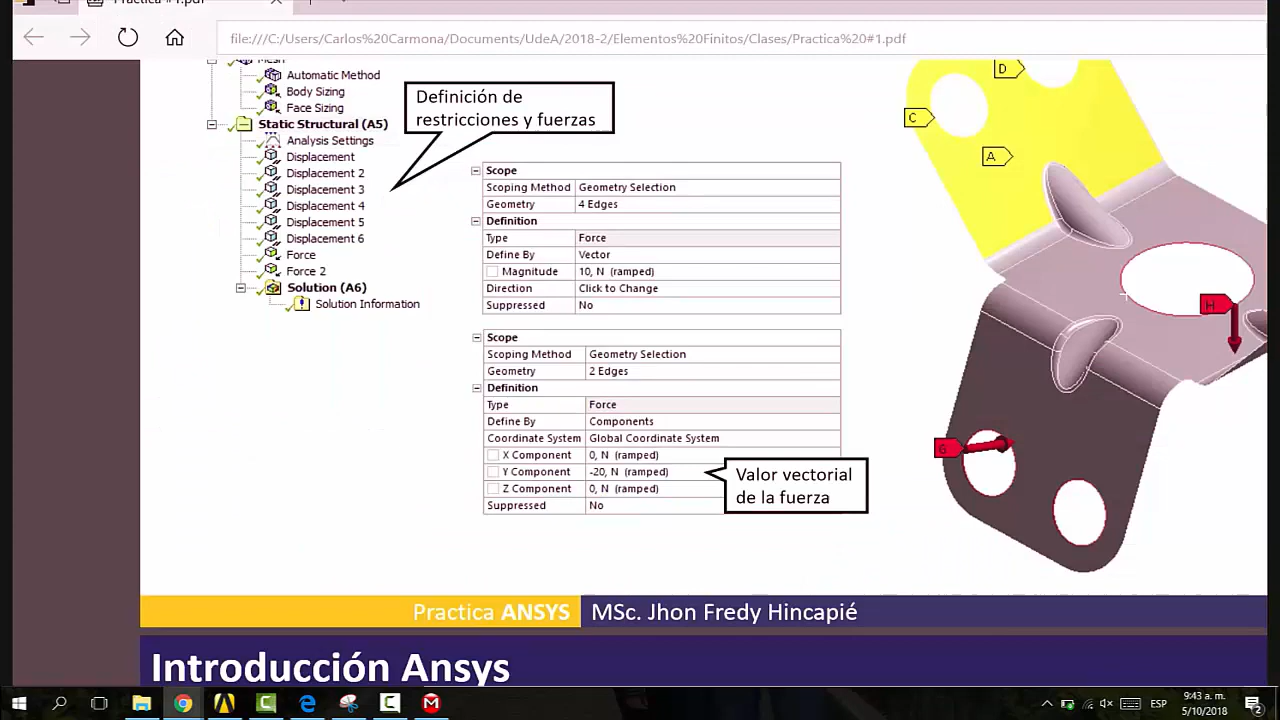 Practica #1.pdf
file:///C:/Users/Carlos%20Carmona/Documents/UdeA/2018-2/Elementos%20Finitos/Clases/Practica%20#1.pdf
Mesh
Automatic Method
Body Sizing
Face Sizing
Static Structural (A5)
Analysis Settings
Displacement
Displacement 2
Displacement 3
Displacement 4
Displacement 5
Displacement 6
Force
Force 2
Solution (A6)
Solution Information
Definición de
restricciones y fuerzas
Scope
Scoping Method Geometry Selection
Geometry 4 Edges
Definition
Type Force
Define By Vector
Magnitude 10, N (ramped)
Direction Click to Change
Suppressed No
Scope
Scoping Method Geometry Selection
Geometry 2 Edges
Definition
Type Force
Define By Components
Coordinate System Global Coordinate System
X Component 0, N (ramped)
Y Component -20, N (ramped)
Z Component 0, N (ramped)
Suppressed No
Valor vectorial
de la fuerza
D
C
A
H
G
Practica ANSYS MSc. Jhon Fredy Hincapié
Introducción Ansys
ESP
9:43 a. m.
5/10/2018
2